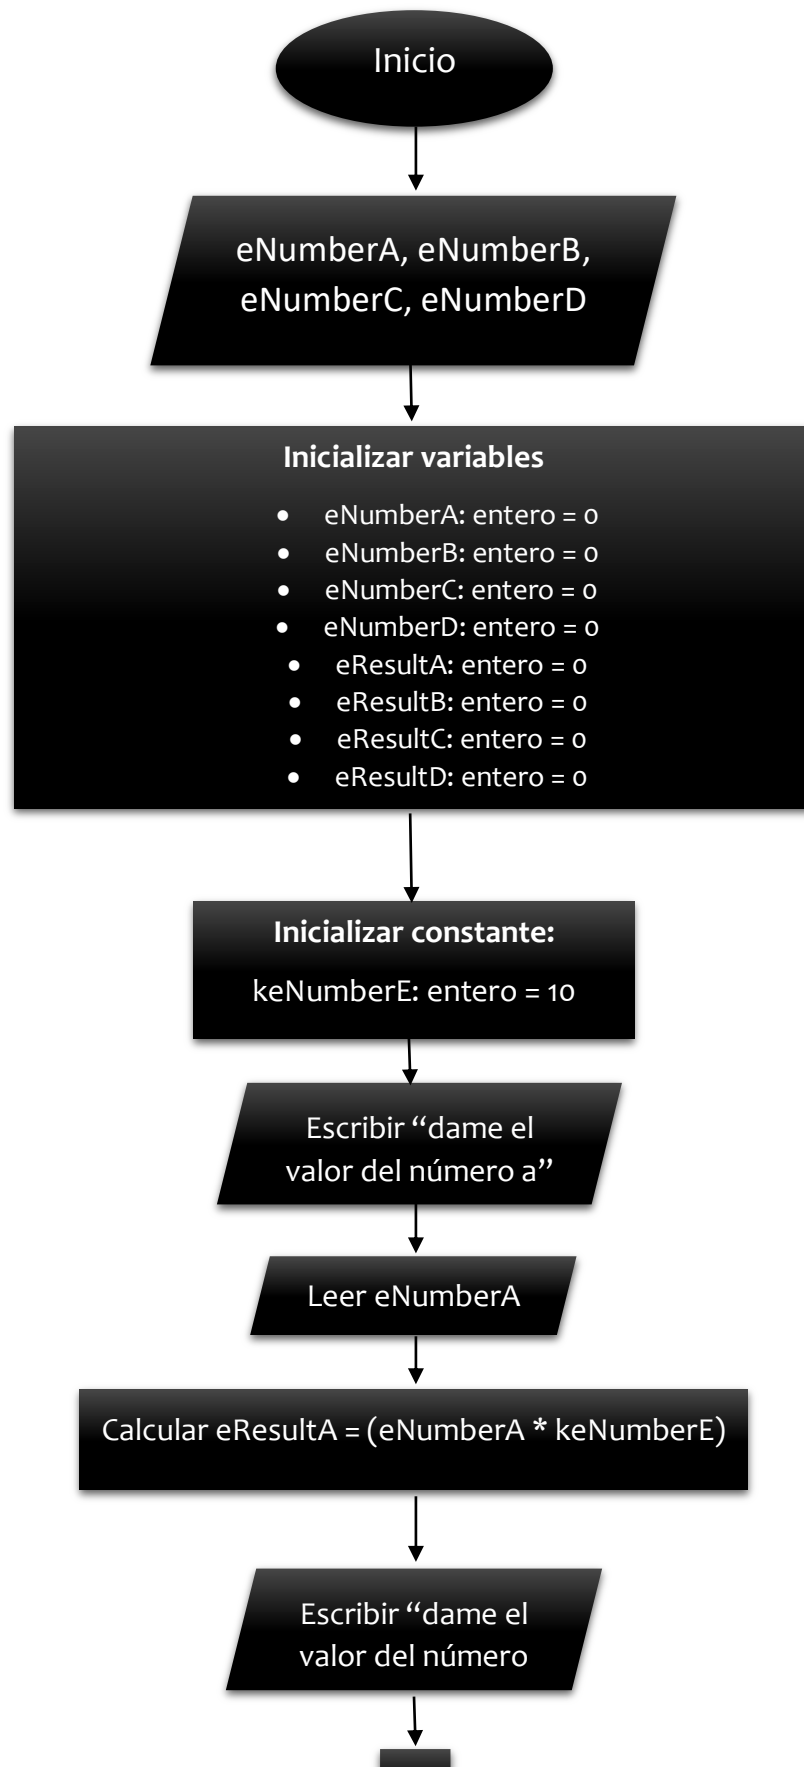 Inicio
eNumberA, eNumberB,
eNumberC, eNumberD
Inicializar variables
• eNumberA: entero = 0
• eNumberB: entero = 0
• eNumberC: entero = 0
• eNumberD: entero = 0
• eResultA: entero = 0
• eResultB: entero = 0
• eResultC: entero = 0
• eResultD: entero = 0
Inicializar constante:
keNumberE: entero = 10
Escribir “dame el
valor del número a”
Leer eNumberA
Calcular eResultA = (eNumberA * keNumberE)
Escribir “dame el
valor del número